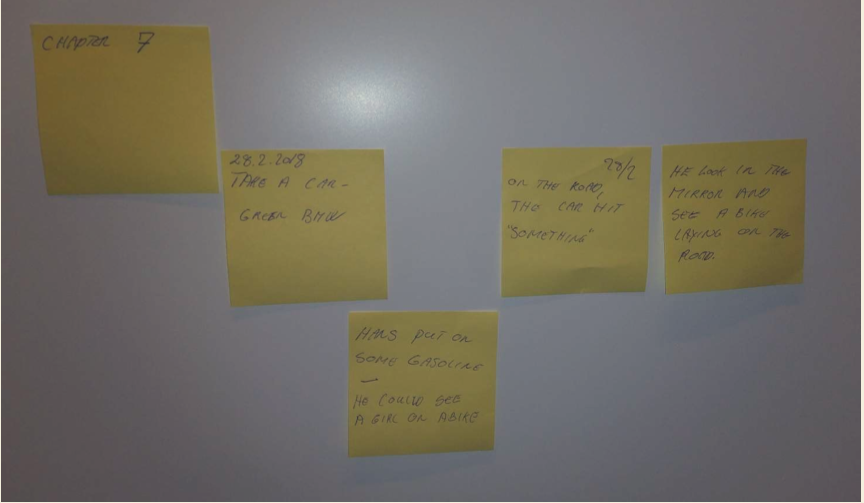 CHAPTER 7
28.2.2018
TAKE A CAR -
GREEN BMW
HANS PUT ON
SOME GASOLINE
—
HE COULD SEE
A GIRL ON A BIKE
28/2
ON THE ROAD,
THE CAR HIT
"SOMETHING"
HE LOOK IN THE
MIRROR AND
SEE A BIKE
LAYING ON THE
ROAD.